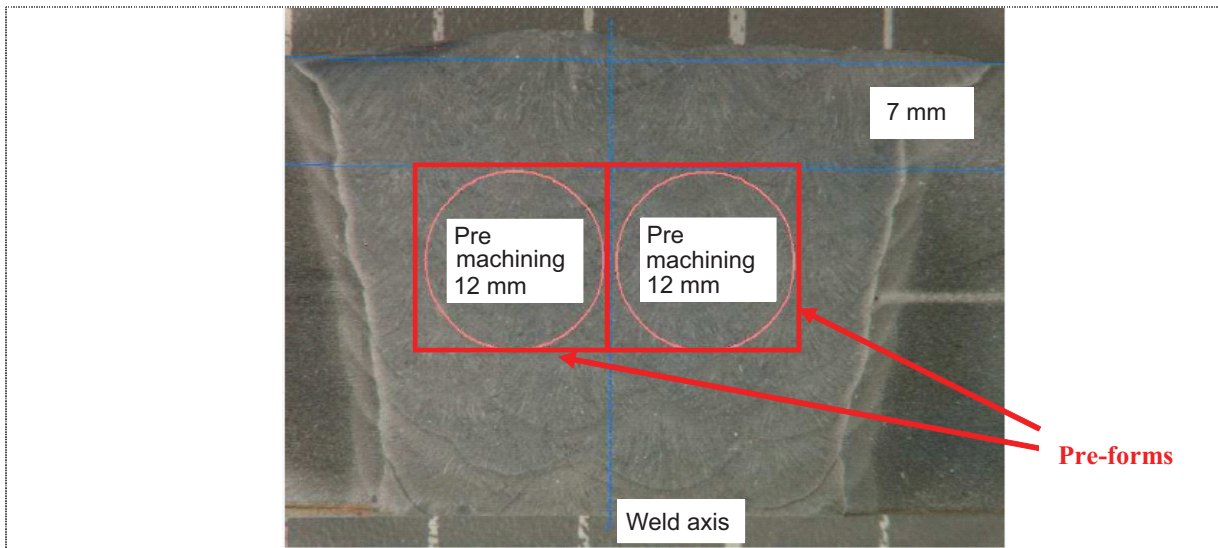 7 mm
Pre
machining
12 mm
Pre
machining
12 mm
Pre-forms
Weld axis